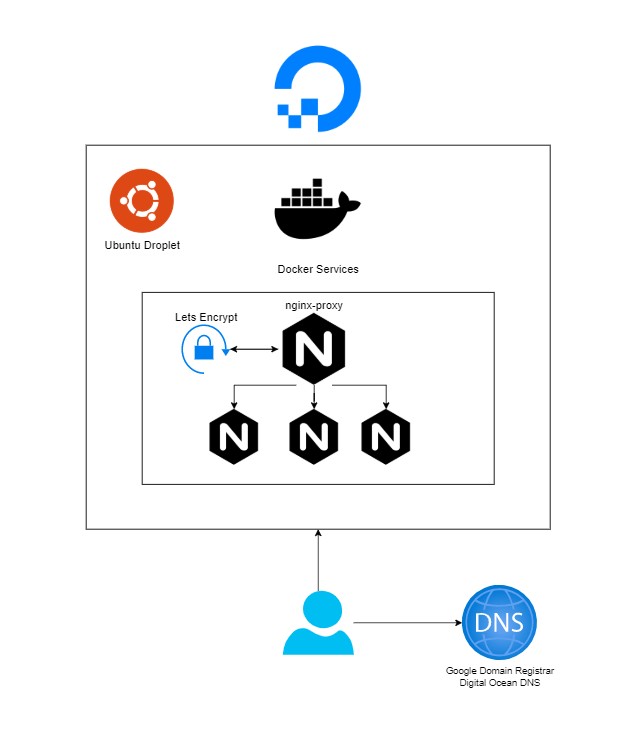 Ubuntu Droplet
Docker Services
nginx-proxy
Lets Encrypt
N
N
N
N
DNS
Google Domain Registrar
Digital Ocean DNS